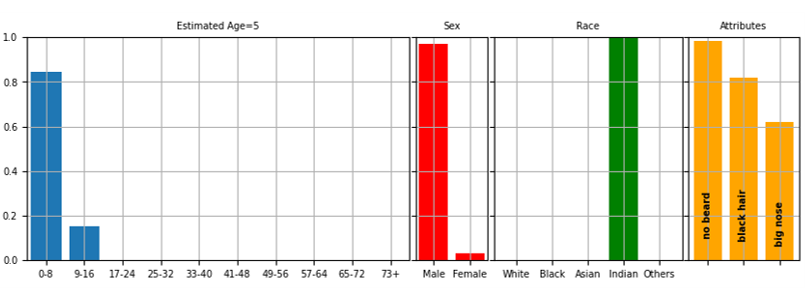 Estimated Age=5 Sex Race Attributes
1.0
0.8
0.6
0.4
0.2
0.0
no beard
black hair
big nose
0-8 9-16 17-24 25-32 33-40 41-48 49-56 57-64 65-72 73+ Male Female White Black Asian Indian Others